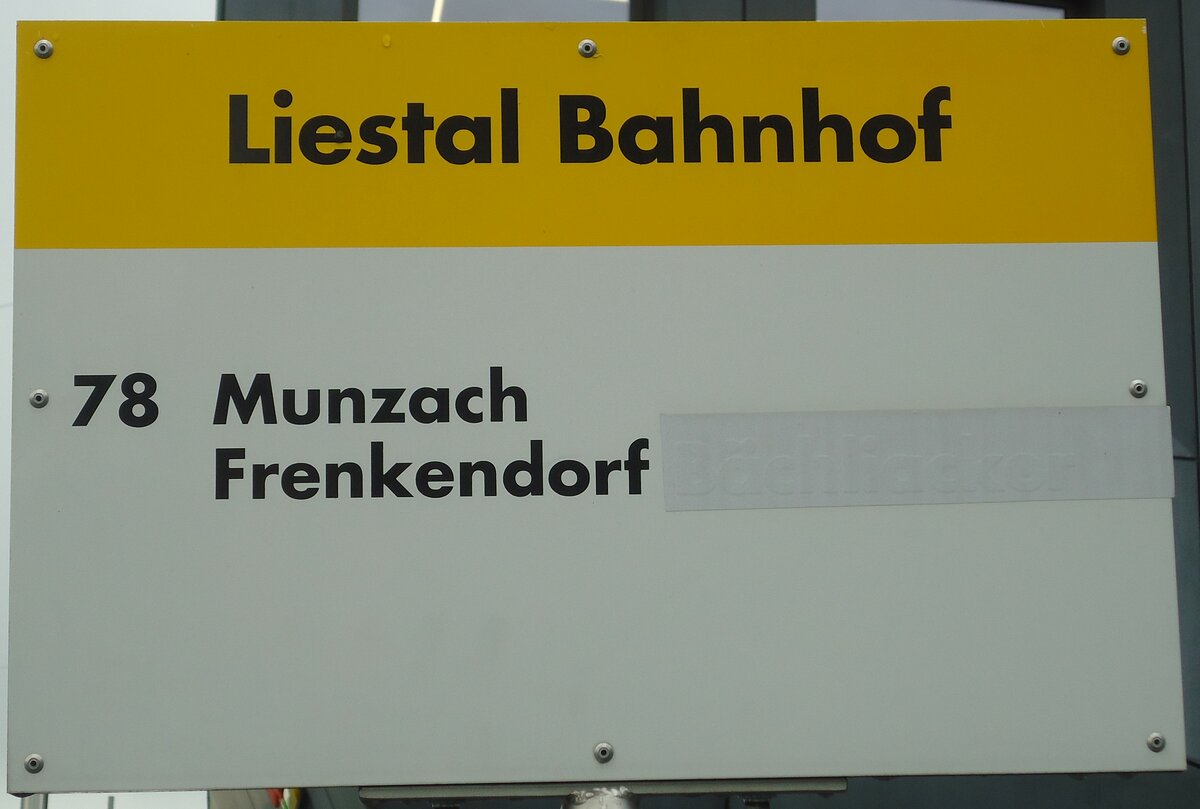 Liestal Bahnhof
78 Munzach
Frenkendorf